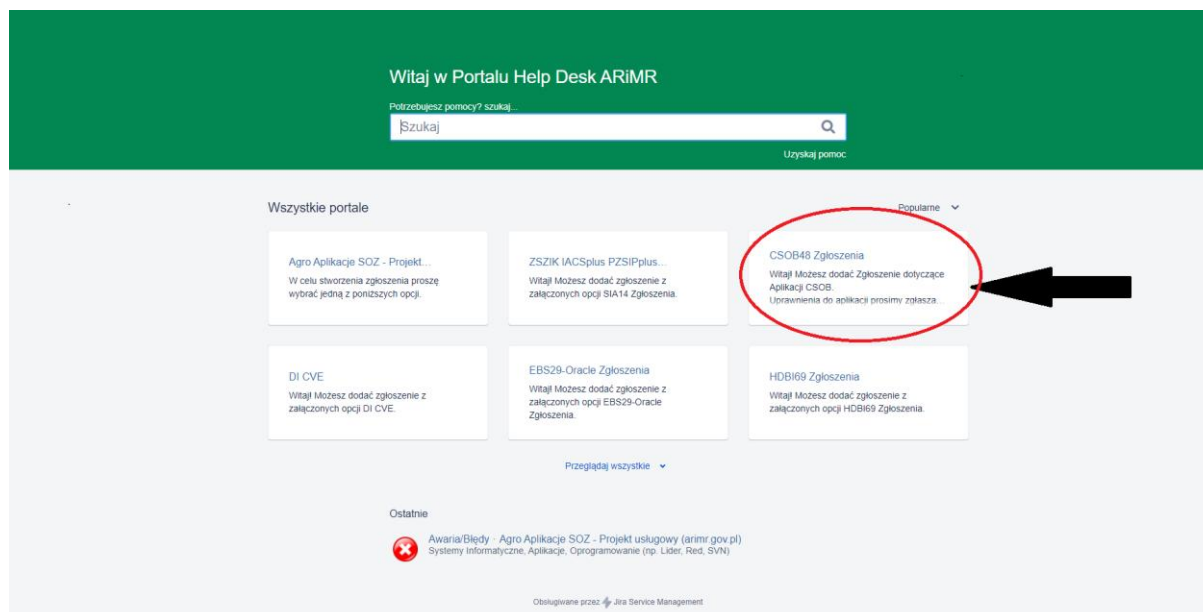 Witaj w Portalu Help Desk ARiMR
Potrzebujesz pomocy? szukaj...
Szukaj
Uzyskaj pomoc
Wszystkie portale
Popularne
Agro Aplikacje SOZ - Projekt...
W celu stworzenia zgłoszenia proszę
wybrać jedną z poniższych opcji.
ZSZIK IACSplus PZSIPplus...
Witaj! Możesz dodać zgłoszenie z
załączonych opcji SIA14 Zgłoszenia.
CSOB48 Zgłoszenia
Witaj! Możesz dodać Zgłoszenie dotyczące
Aplikacji CSOB.
Uprawnienia do aplikacji prosimy zgłasza...
DI CVE
Witaj! Możesz dodać zgłoszenie z
załączonych opcji DI CVE.
EBS29-Oracle Zgłoszenia
Witaj! Możesz dodać zgłoszenie z
załączonych opcji EBS29-Oracle
Zgłoszenia.
HDBI69 Zgłoszenia
Witaj! Możesz dodać zgłoszenie z
załączonych opcji HDBI69 Zgłoszenia.
Przeglądaj wszystkie
Ostatnie
Awaria/Błędy · Agro Aplikacje SOZ - Projekt usługowy (arimr.gov.pl)
Systemy Informatyczne, Aplikacje, Oprogramowanie (np. Lider, Red, SVN)
Obsługiwane przez Jira Service Management